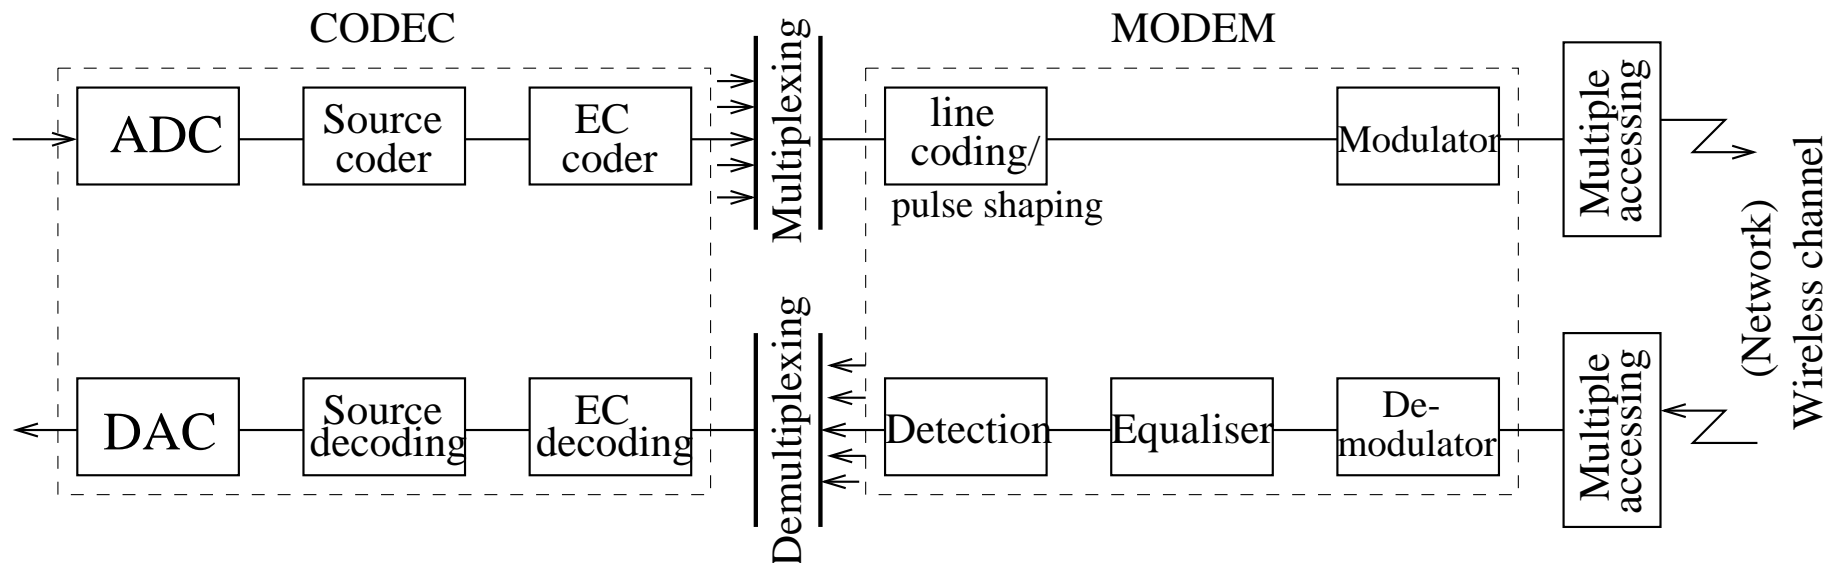 CODEC
MODEM
ADC
Source
coder
EC
coder
Multiplexing
line
coding/
pulse shaping
Modulator
Multiple
accessing
(Network)
Wireless channel
DAC
Source
decoding
EC
decoding
Demultiplexing
Detection
Equaliser
De-
modulator
Multiple
accessing